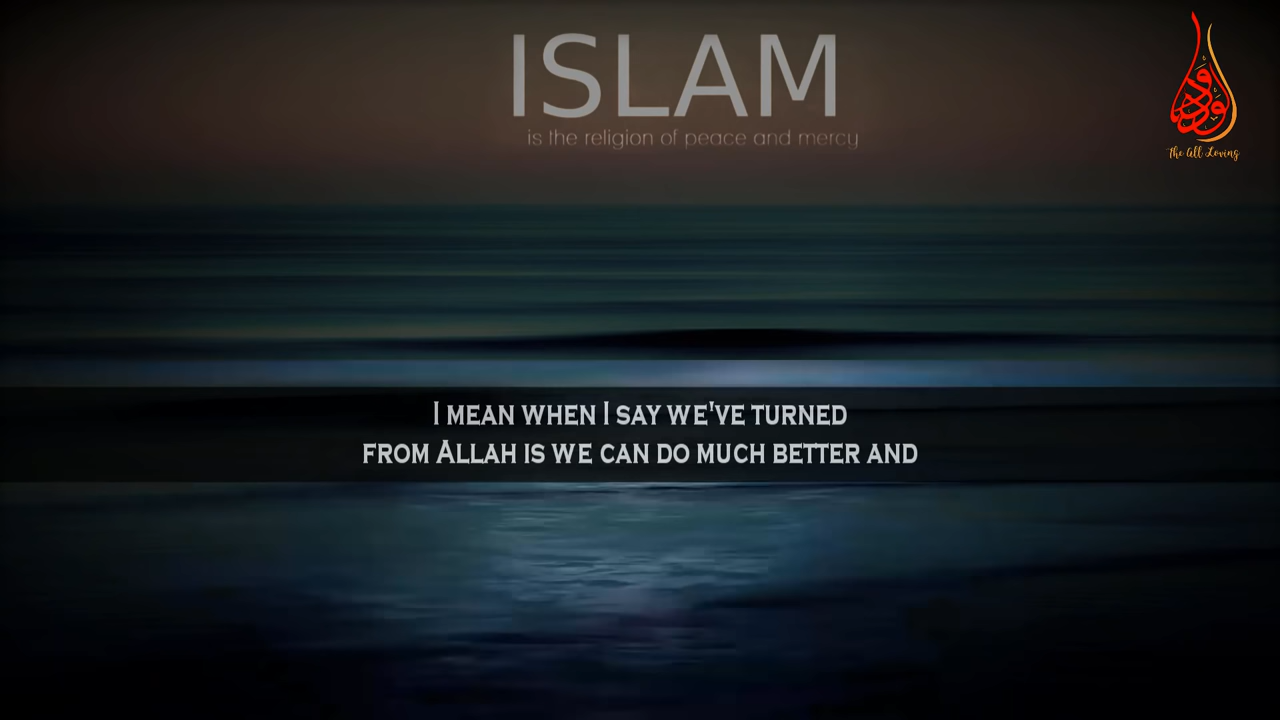 ISLAM
is the religion of peace and mercy
الودود
The All Loving
I MEAN WHEN I SAY WE'VE TURNED
FROM ALLAH IS WE CAN DO MUCH BETTER AND